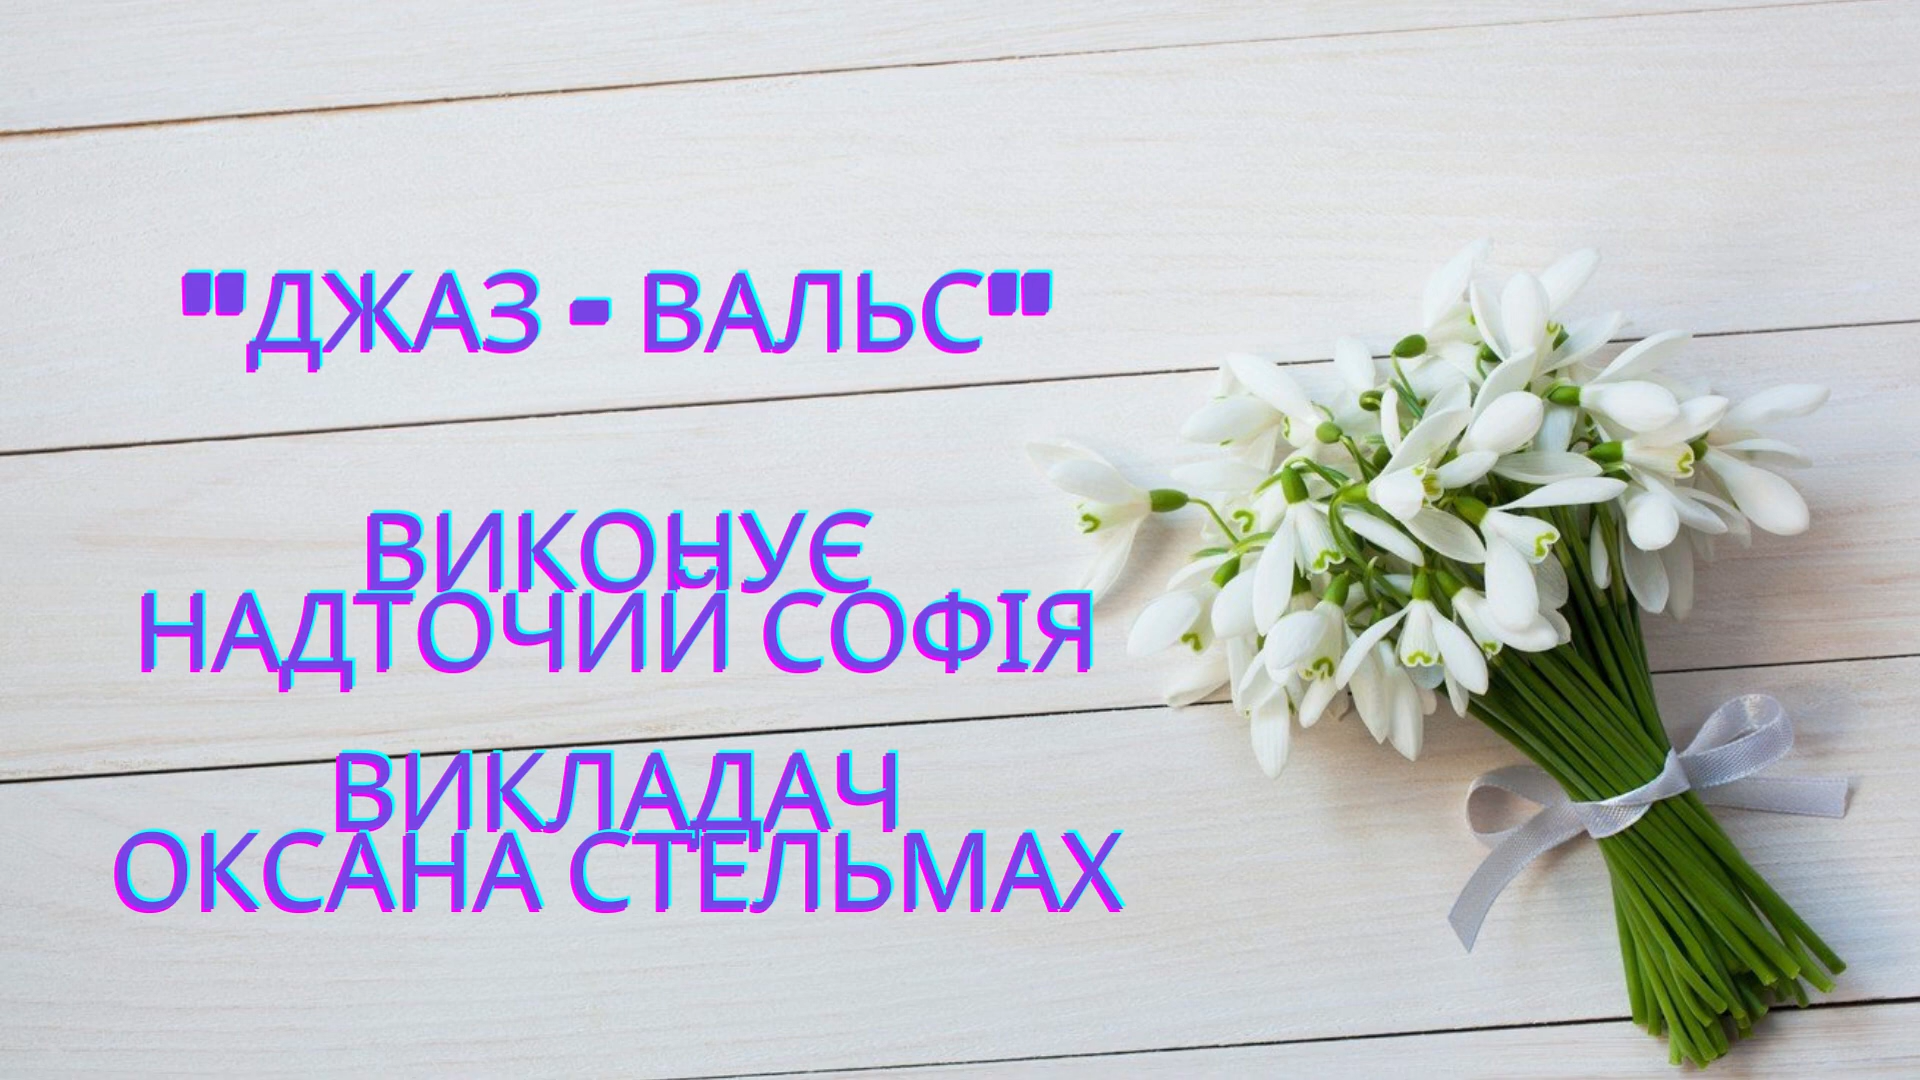 "ДЖАЗ - ВАЛЬС"
ВИКОНУЄ
НАДТОЧИЙ СОФІЯ
ВИКЛАДАЧ
ОКСАНА СТЕЛЬМАХ